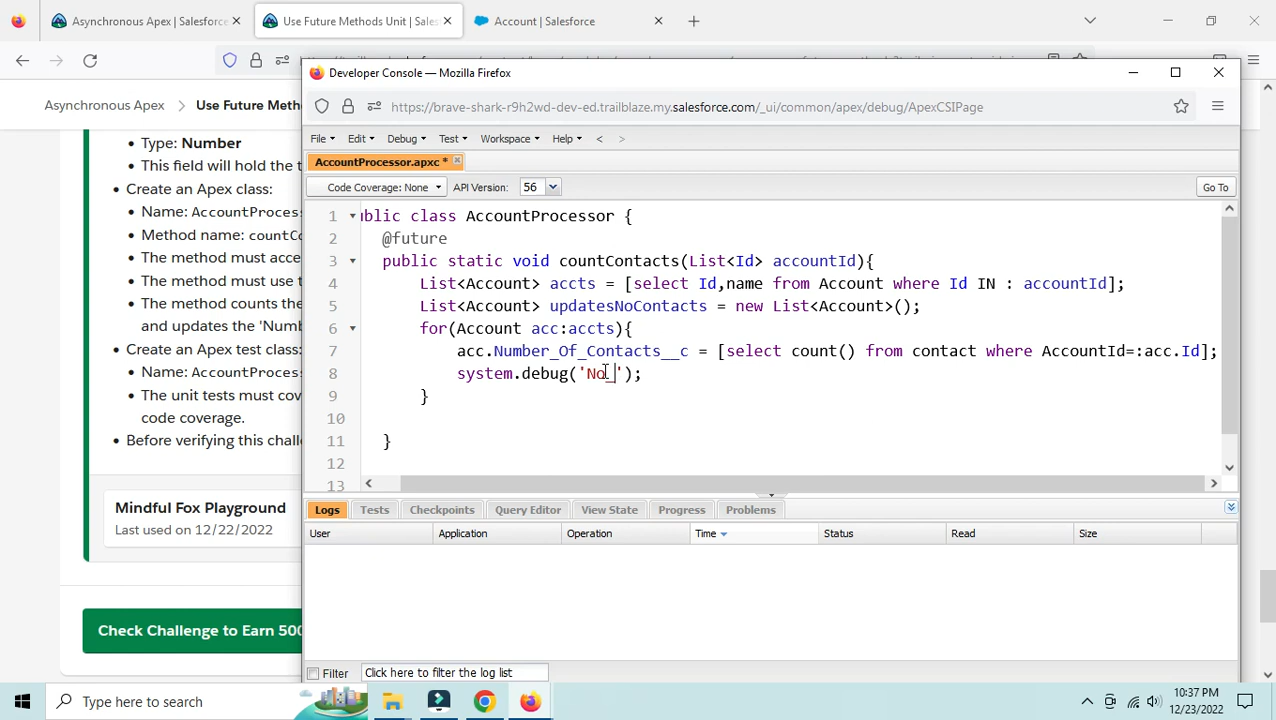 Asynchronous Apex | Salesforce
Use Future Methods Unit | Sales
Account | Salesforce
Developer Console — Mozilla Firefox
https://brave-shark-r9h2wd-dev-ed.trailblaze.my.salesforce.com/_ui/common/apex/debug/ApexCSIPage
Asynchronous Apex > Use Future Meth
File Edit Debug Test Workspace Help < >
AccountProcessor.apxc *
Code Coverage: None API Version: 56 Go To
Type: Number
This field will hold the t
Create an Apex class:
Name: AccountProces
Method name: countCo
The method must acce
The method must use t
The method counts the
and updates the 'Numb
Create an Apex test class:
Name: AccountProces
The unit tests must cov
code coverage.
Before verifying this chall
1 blic class AccountProcessor {
2 @future
3 public static void countContacts(List<Id> accountId){
4 List<Account> accts = [select Id,name from Account where Id IN : accountId];
5 List<Account> updatesNoContacts = new List<Account>();
6 for(Account acc:accts){
7 acc.Number_Of_Contacts__c = [select count() from contact where AccountId=:acc.Id];
8 system.debug('No_');
9 }
10
11 }
12
13
Mindful Fox Playground
Last used on 12/22/2022
Check Challenge to Earn 500
Logs Tests Checkpoints Query Editor View State Progress Problems
User Application Operation Time Status Read Size
Filter Click here to filter the log list
Type here to search
10:37 PM
12/23/2022